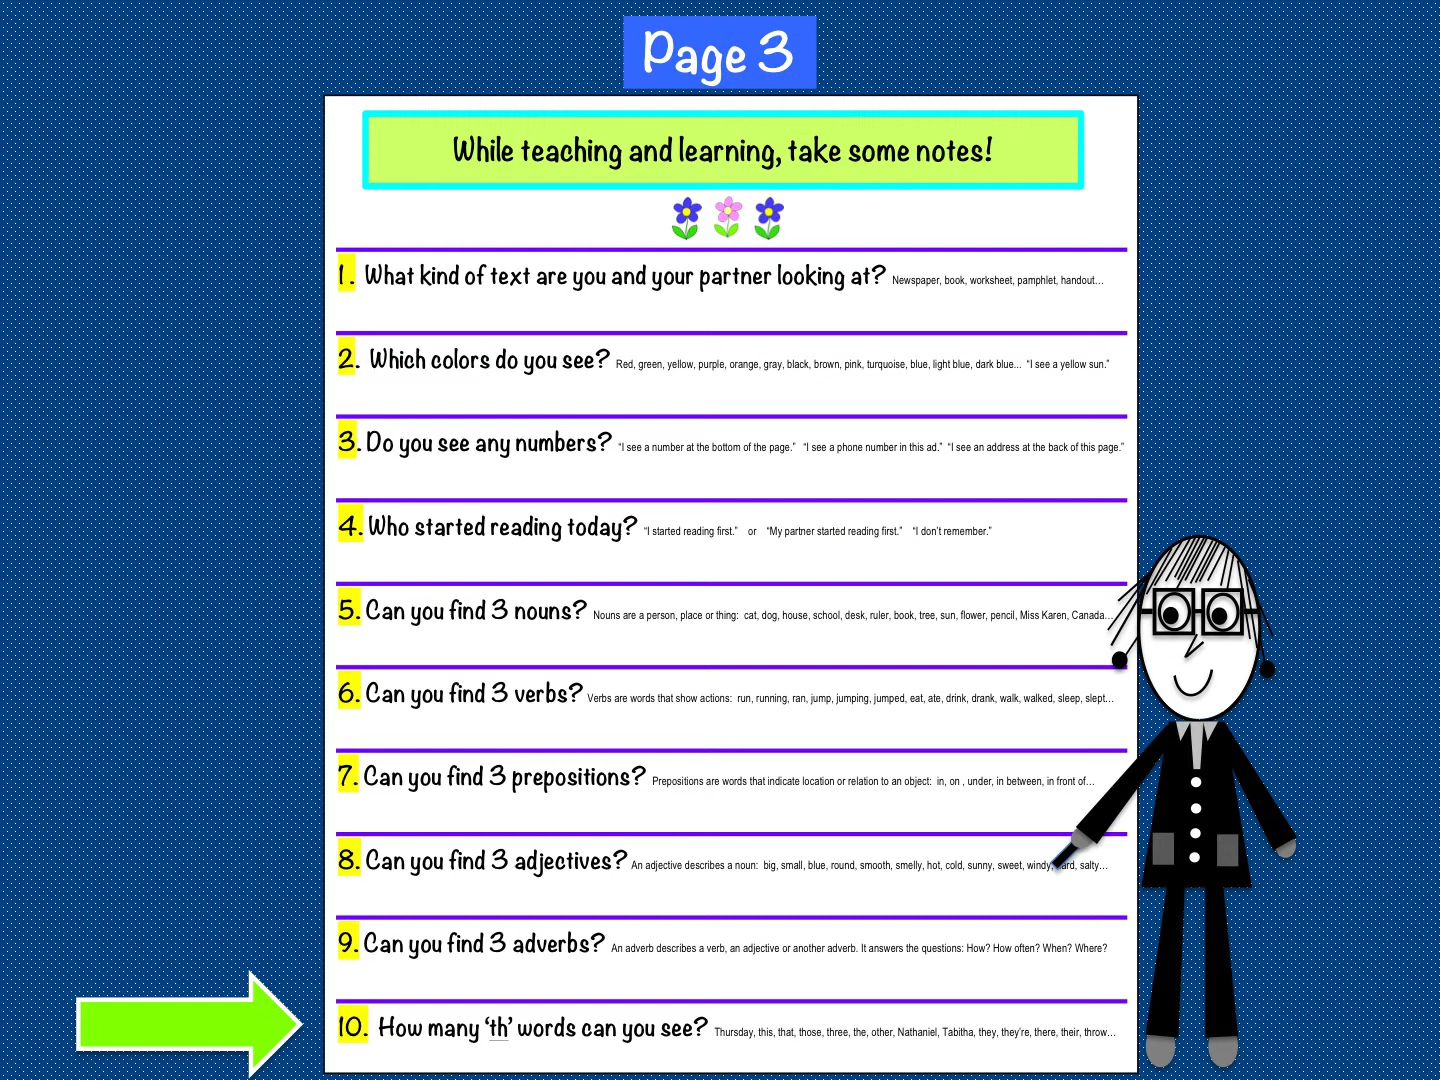 Page 3
While teaching and learning, take some notes!
1. What kind of text are you and your partner looking at? Newspaper, book, worksheet, pamphlet, handout...
2. Which colors do you see? Red, green, yellow, purple, orange, gray, black, brown, pink, turquoise, blue, light blue, dark blue... “I see a yellow sun.”
3. Do you see any numbers? “I see a number at the bottom of the page.” “I see a phone number in this ad.” “I see an address at the back of this page.”
4. Who started reading today? “I started reading first.” or “My partner started reading first.” “I don’t remember.”
5. Can you find 3 nouns? Nouns are a person, place or thing: cat, dog, house, school, desk, ruler, book, tree, sun, flower, pencil, Miss Karen, Canada...
6. Can you find 3 verbs? Verbs are words that show actions: run, running, ran, jump, jumping, jumped, eat, ate, drink, drank, walk, walked, sleep, slept...
7. Can you find 3 prepositions? Prepositions are words that indicate location or relation to an object: in, on , under, in between, in front of...
8. Can you find 3 adjectives? An adjective describes a noun: big, small, blue, round, smooth, smelly, hot, cold, sunny, sweet, windy, salty...
9. Can you find 3 adverbs? An adverb describes a verb, an adjective or another adverb. It answers the questions: How? How often? When? Where?
10. How many ‘th’ words can you see? Thursday, this, that, those, three, the, other, Nathaniel, Tabitha, they, they’re, there, their, throw...